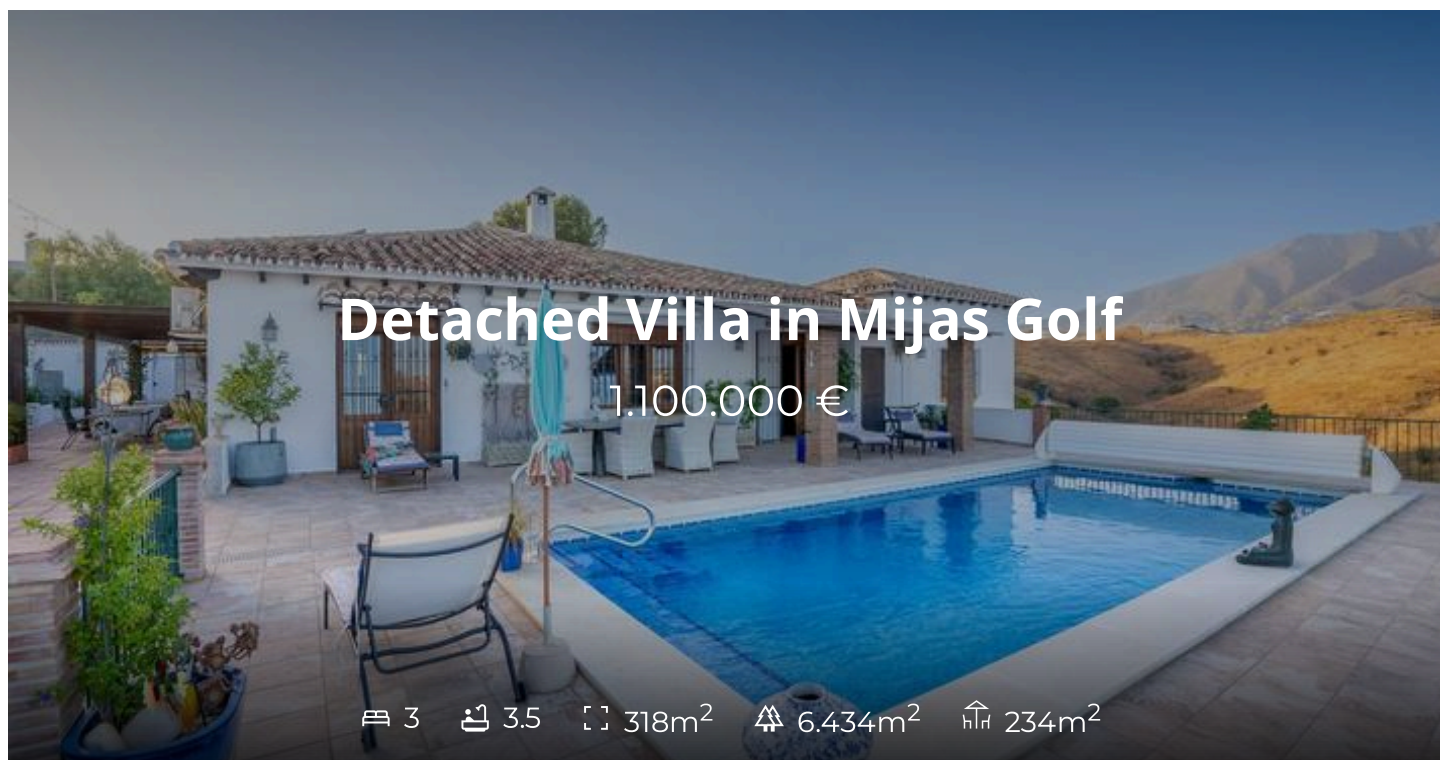 Detached Villa in Mijas Golf
1.100.000 €
3 3.5 318m² 6.434m² 234m²